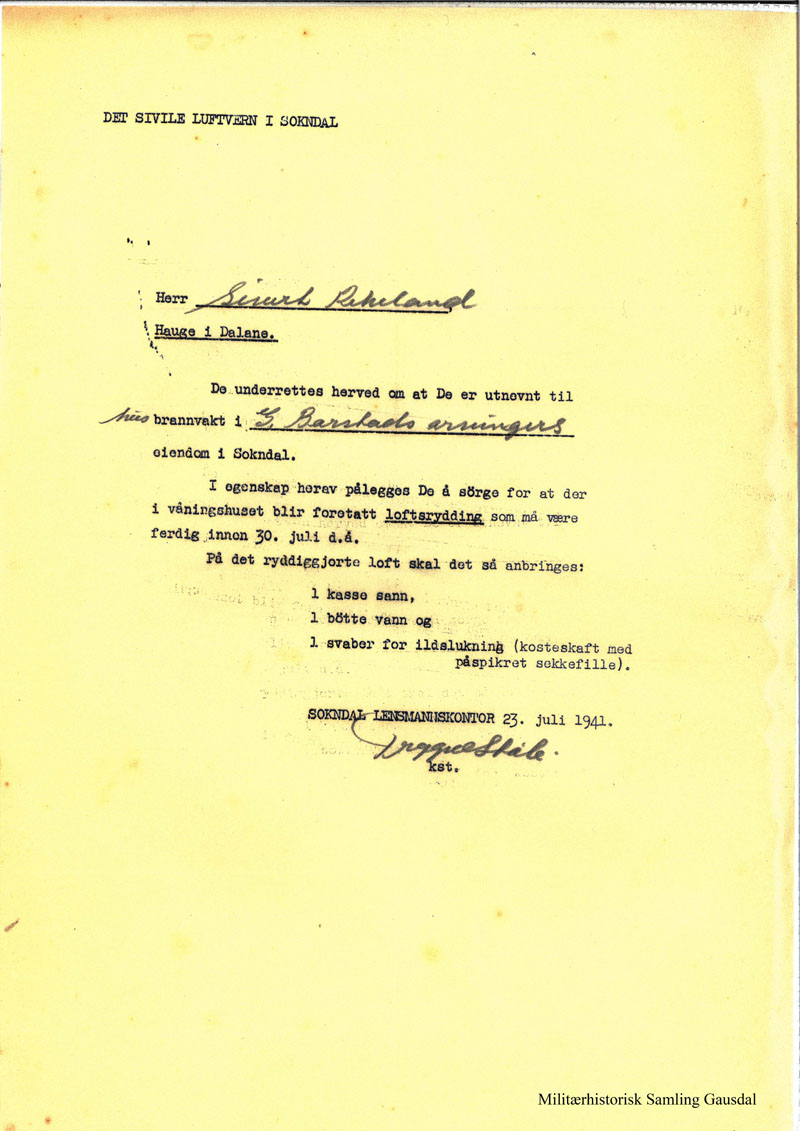 DET SIVILE LUFTVERN I SOKNDAL
Herr Sigurt Rekeland
Hauge i Dalane.
De underrettes herved om at De er utnevnt til
hus brannvakt i G. Barstads arvingers
eiendom i Sokndal.
I egenskap herav pålegges De å sörge for at der
i våningshuset blir foretatt loftsrydding som må være
ferdig innen 30. juli d.å.
På det ryddiggjorte loft skal det så anbringes:
1 kasse sann,
1 bötte vann og
1 svaber for ildslukning (kosteskaft med
påspikret sekkefille).
SOKNDAL LENSMANNSKONTOR 23. juli 1941.
Trygve Ståle.
kst.
Militærhistorisk Samling Gausdal